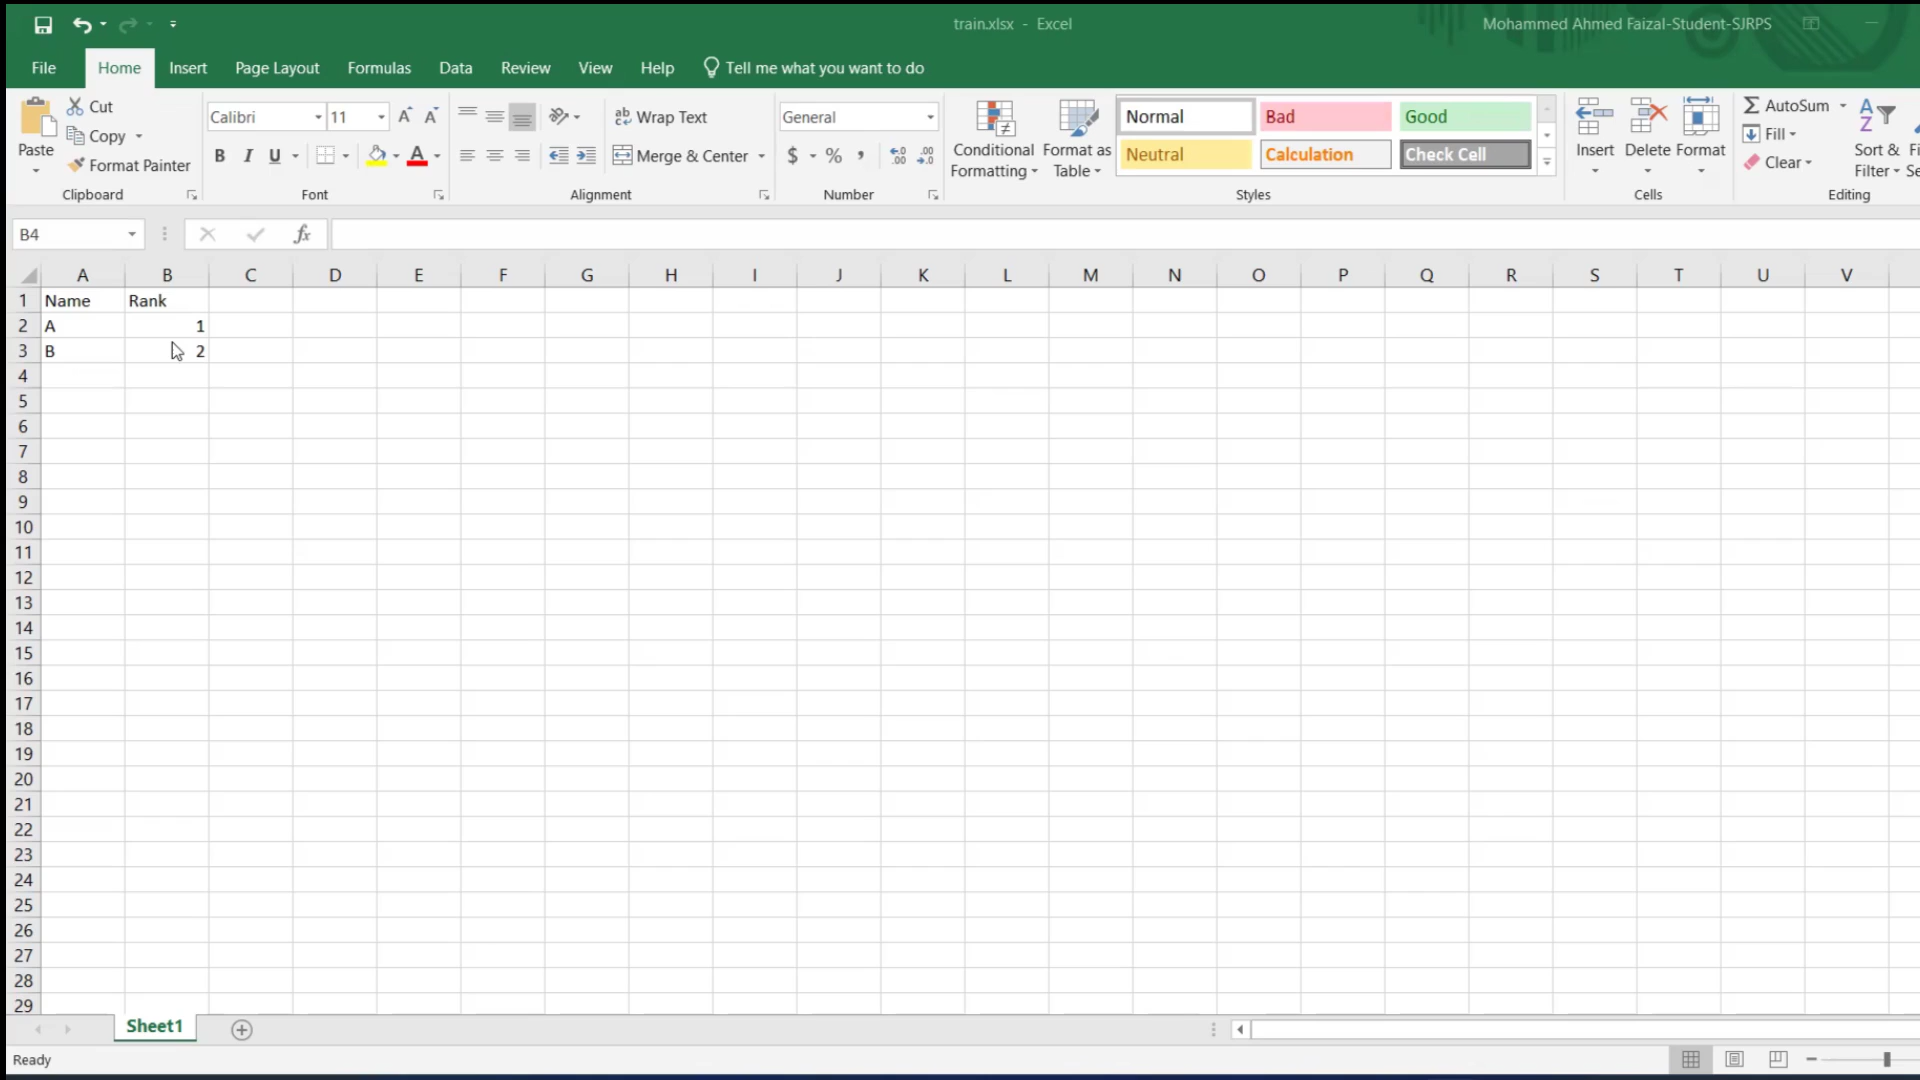 train.xlsx - Excel
Mohammed Ahmed Faizal-Student-SJRPS
File Home Insert Page Layout Formulas Data Review View Help Tell me what you want to do
Paste
Cut
Copy
Format Painter
Clipboard
Calibri 11
B I U
Font
Wrap Text
Merge & Center
Alignment
General
$ % ,
Number
Conditional Formatting
Format as Table
Normal Bad Good
Neutral Calculation Check Cell
Styles
Insert Delete Format
Cells
AutoSum
Fill
Clear
Sort & Filter
Editing
B4 fx
A B C D E F G H I J K L M N O P Q R S T U V
1 Name Rank
2 A 1
3 B 2
4
5
6
7
8
9
10
11
12
13
14
15
16
17
18
19
20
21
22
23
24
25
26
27
28
29
Sheet1
Ready